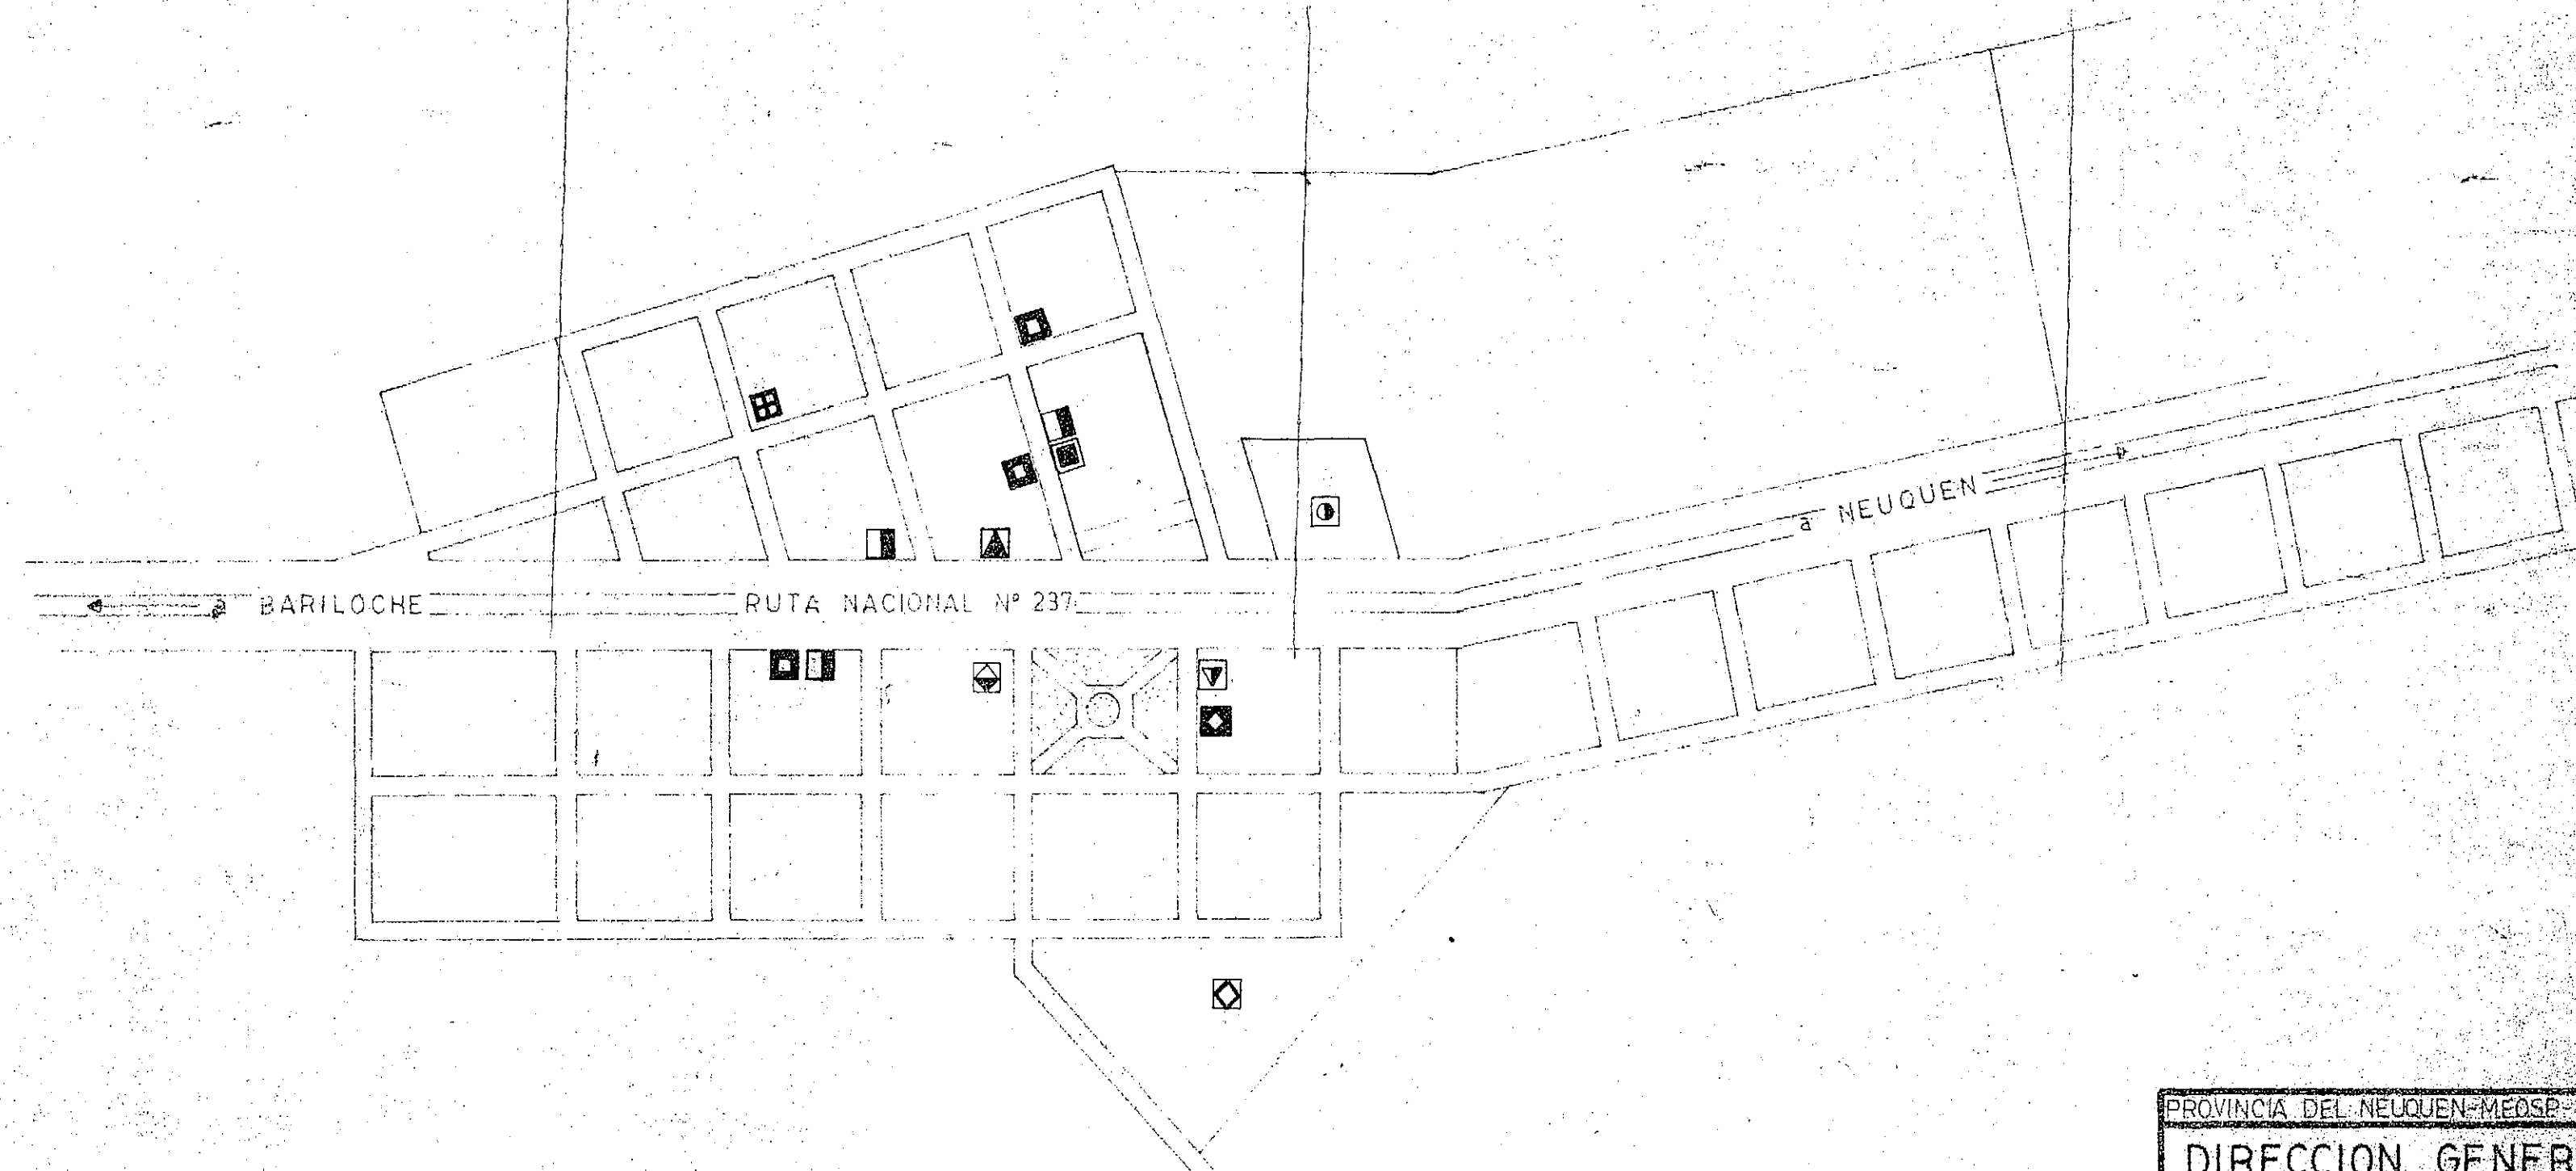 a NEUQUEN
a BARILOCHE
RUTA NACIONAL Nº 237
PROVINCIA DEL NEUQUEN-MEOSP-
DIRECCION GENER